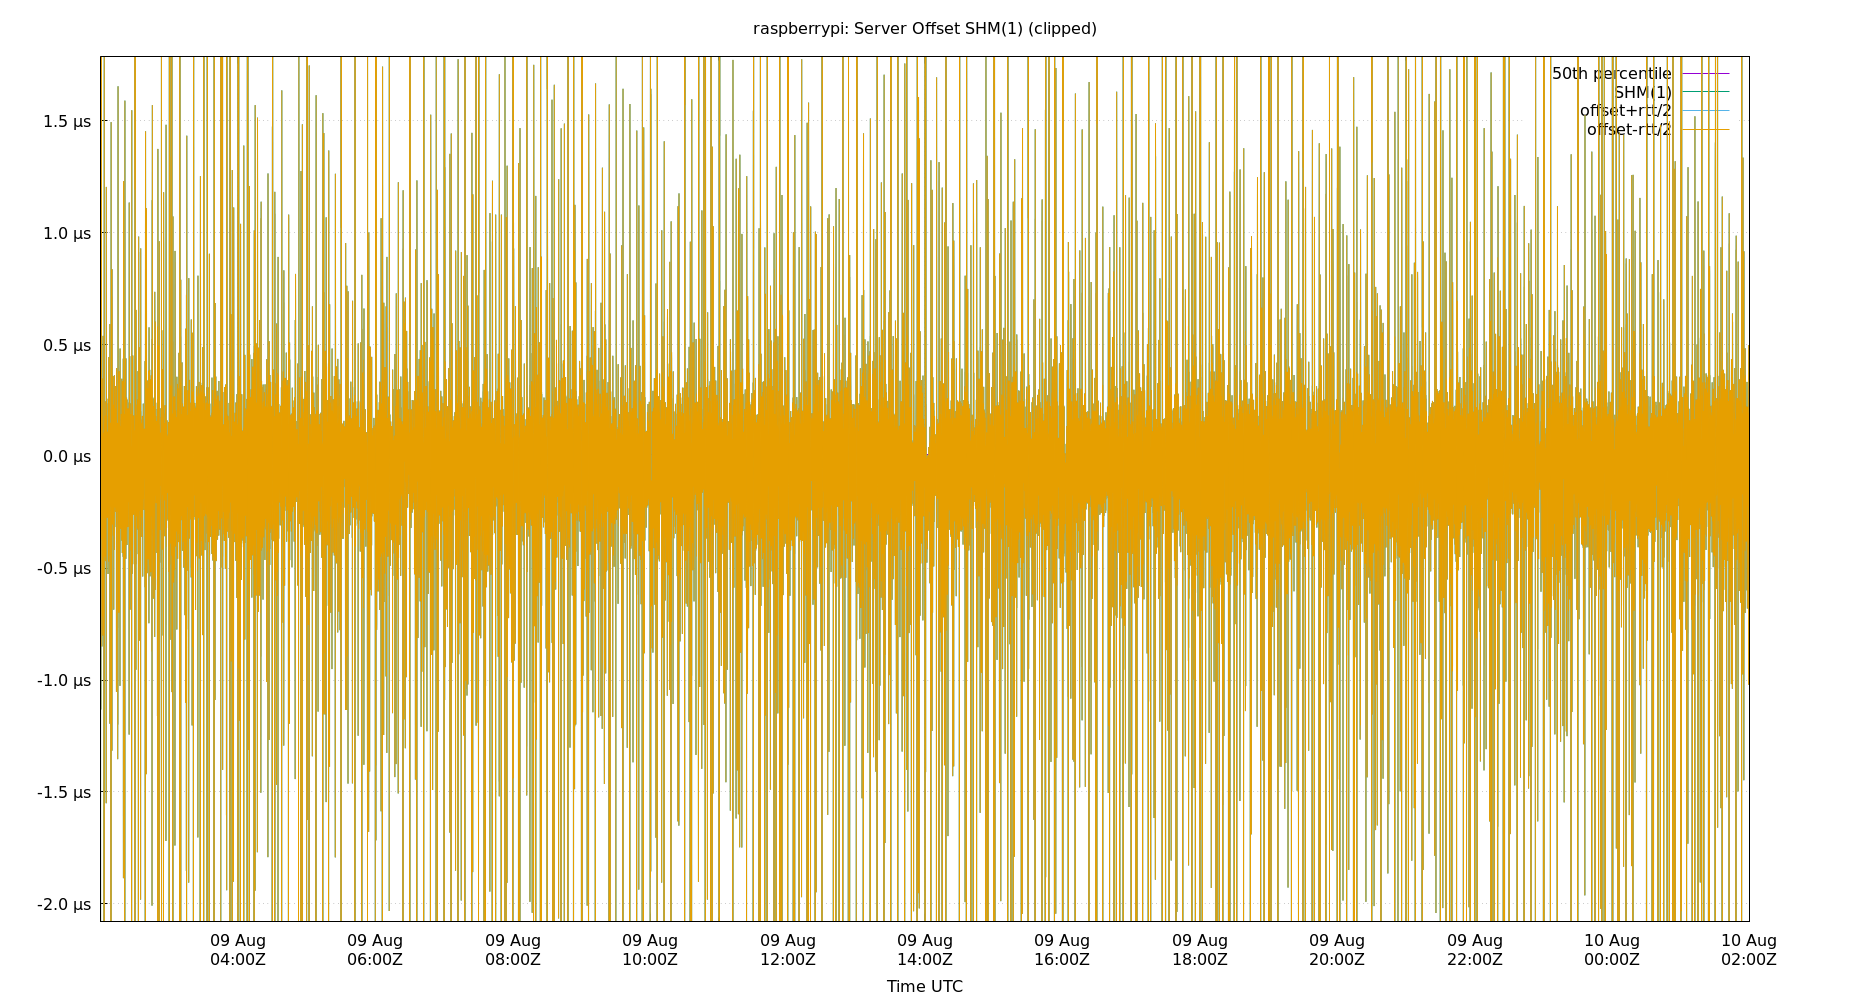 raspberrypi: Server Offset SHM(1) (clipped)
50th percentile
SHM(1)
offset+rtt/2
offset-rtt/2
1.5 µs
1.0 µs
0.5 µs
0.0 µs
-0.5 µs
-1.0 µs
-1.5 µs
-2.0 µs
09 Aug 09 Aug 09 Aug 09 Aug 09 Aug 09 Aug 09 Aug 09 Aug 09 Aug 09 Aug 10 Aug 10 Aug
04:00Z 06:00Z 08:00Z 10:00Z 12:00Z 14:00Z 16:00Z 18:00Z 20:00Z 22:00Z 00:00Z 02:00Z
Time UTC